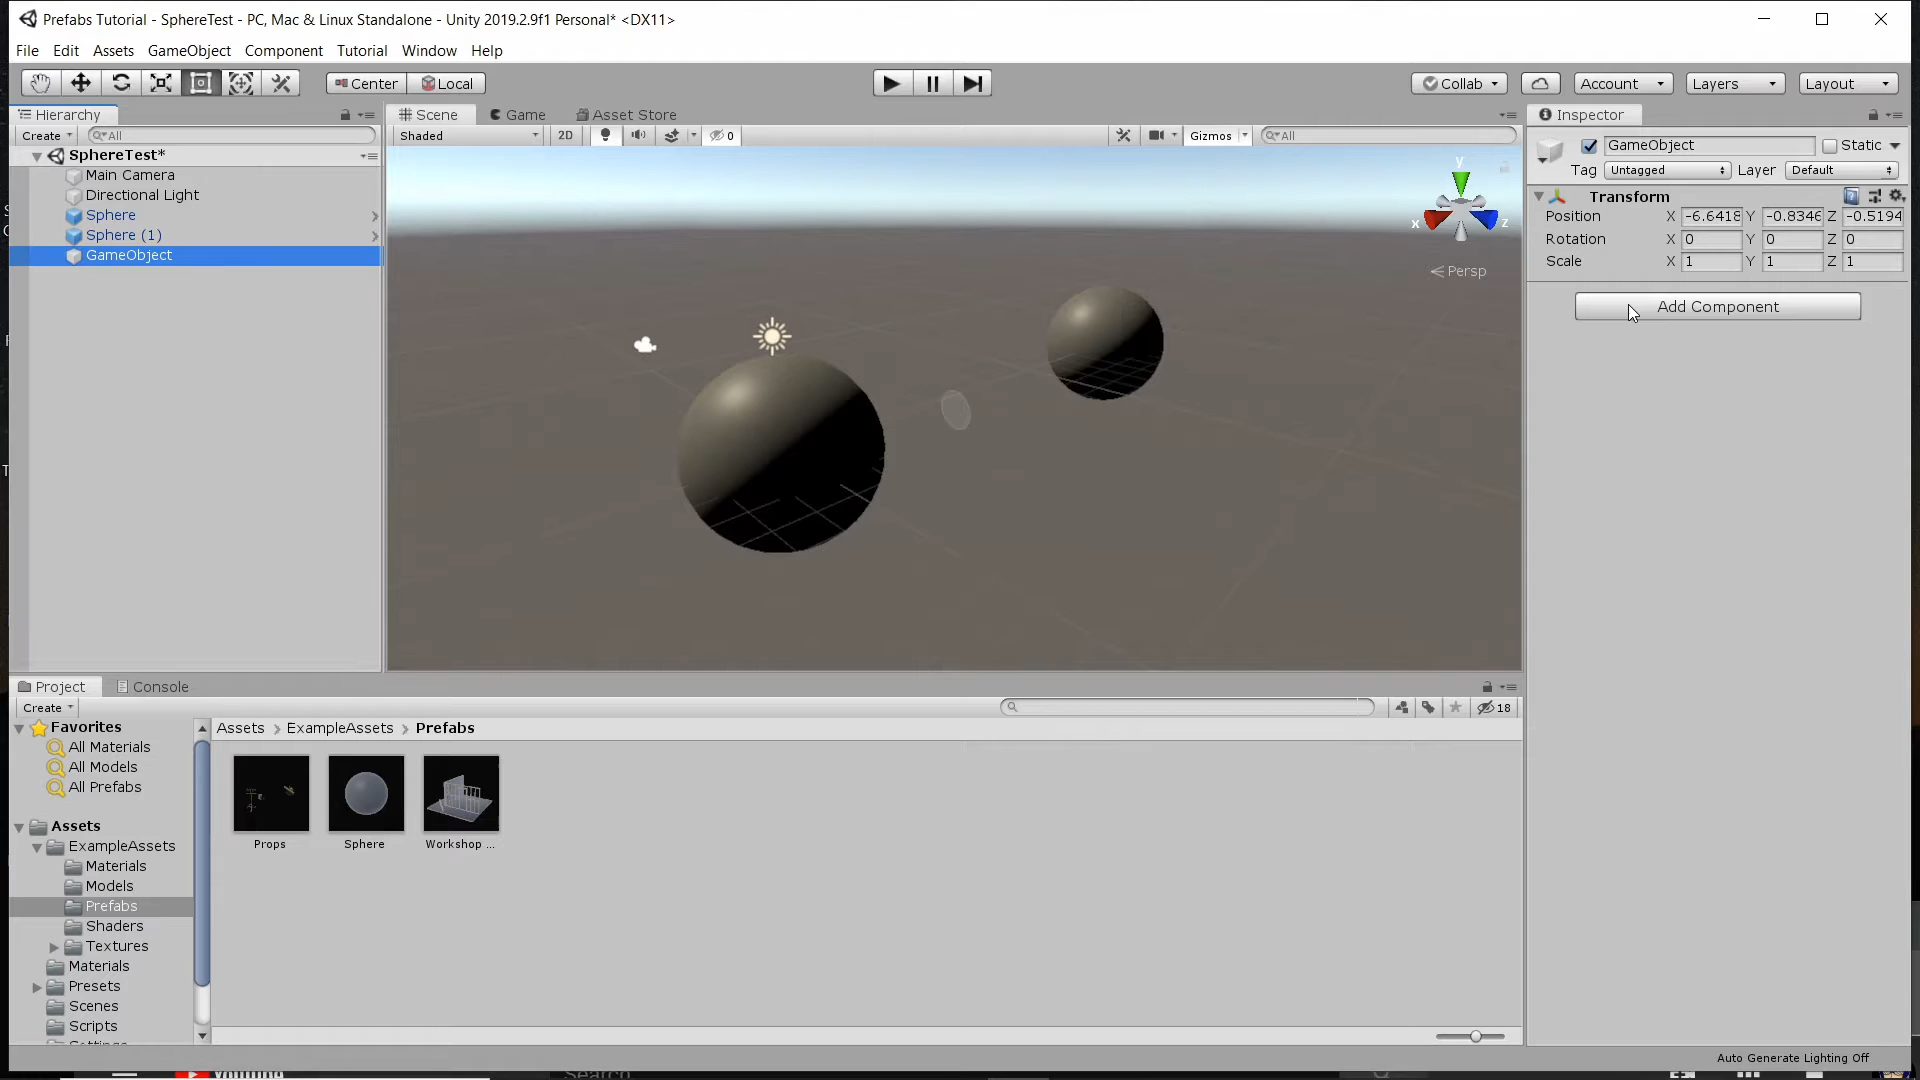 Prefabs Tutorial - SphereTest - PC, Mac & Linux Standalone - Unity 2019.2.9f1 Personal* <DX11>
File Edit Assets GameObject Component Tutorial Window Help
Center Local Collab Account Layers Layout
Hierarchy
Create All
SphereTest*
Main Camera
Directional Light
Sphere
Sphere (1)
GameObject
Scene Game Asset Store
Shaded 2D 0 Gizmos All
y
x z
Persp
Inspector
GameObject Static
Tag Untagged Layer Default
Transform
Position X -6.6418 Y -0.8346 Z -0.5194
Rotation X 0 Y 0 Z 0
Scale X 1 Y 1 Z 1
Add Component
Project Console
Create 18
Favorites
All Materials
All Models
All Prefabs
Assets
ExampleAssets
Materials
Models
Prefabs
Shaders
Textures
Materials
Presets
Scenes
Scripts
Assets > ExampleAssets > Prefabs
Props Sphere Workshop ...
Auto Generate Lighting Off